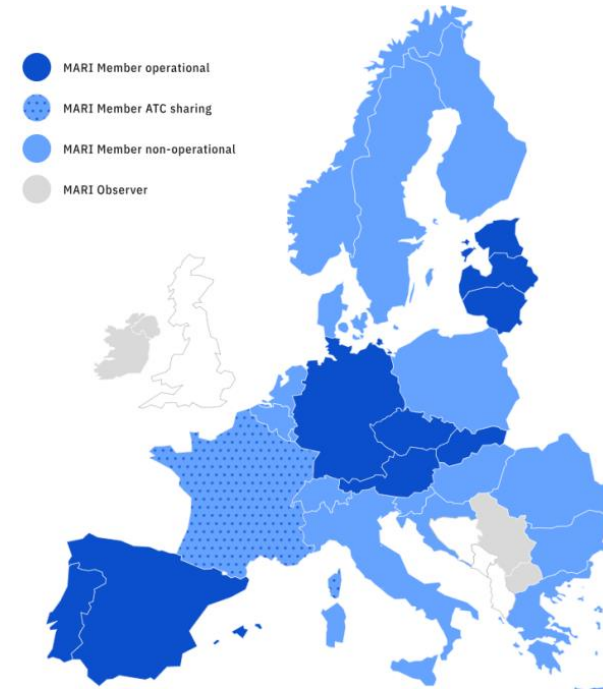 MARI Member operational
MARI Member ATC sharing
MARI Member non-operational
MARI Observer